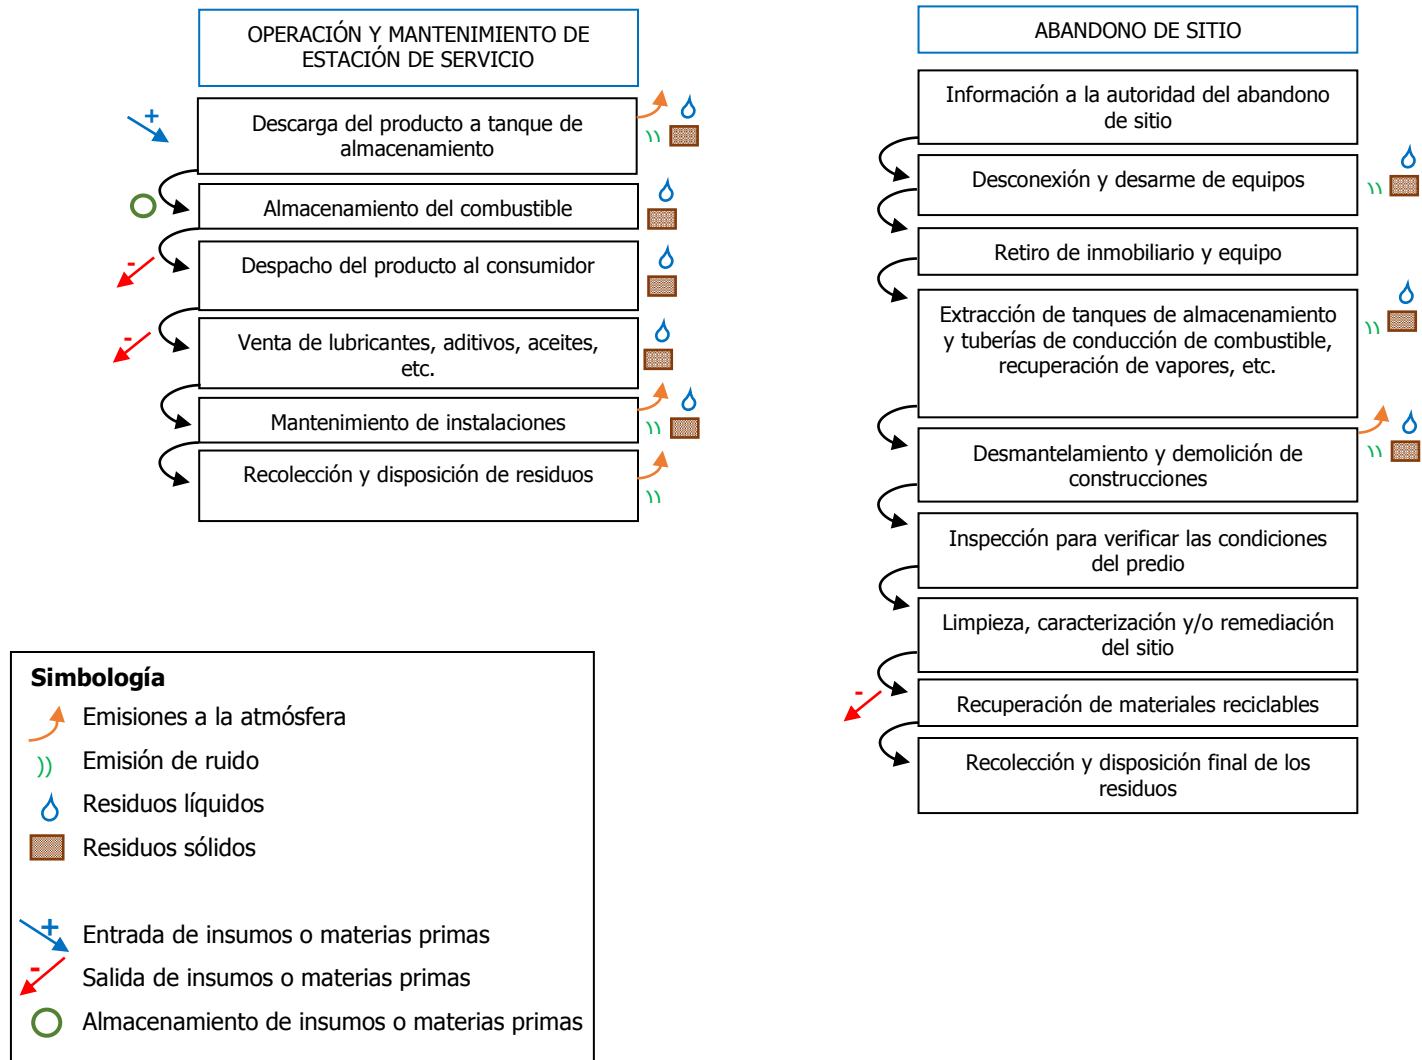 OPERACIÓN Y MANTENIMIENTO DE
ESTACIÓN DE SERVICIO
+
Descarga del producto a tanque de
almacenamiento
Almacenamiento del combustible
-
Despacho del producto al consumidor
-
Venta de lubricantes, aditivos, aceites,
etc.
Mantenimiento de instalaciones
Recolección y disposición de residuos
ABANDONO DE SITIO
Información a la autoridad del abandono
de sitio
Desconexión y desarme de equipos
Retiro de inmobiliario y equipo
Extracción de tanques de almacenamiento
y tuberías de conducción de combustible,
recuperación de vapores, etc.
Desmantelamiento y demolición de
construcciones
Inspección para verificar las condiciones
del predio
Limpieza, caracterización y/o remediación
del sitio
-
Recuperación de materiales reciclables
Recolección y disposición final de los
residuos
Simbología
Emisiones a la atmósfera
Emisión de ruido
Residuos líquidos
Residuos sólidos
+
Entrada de insumos o materias primas
-
Salida de insumos o materias primas
Almacenamiento de insumos o materias primas